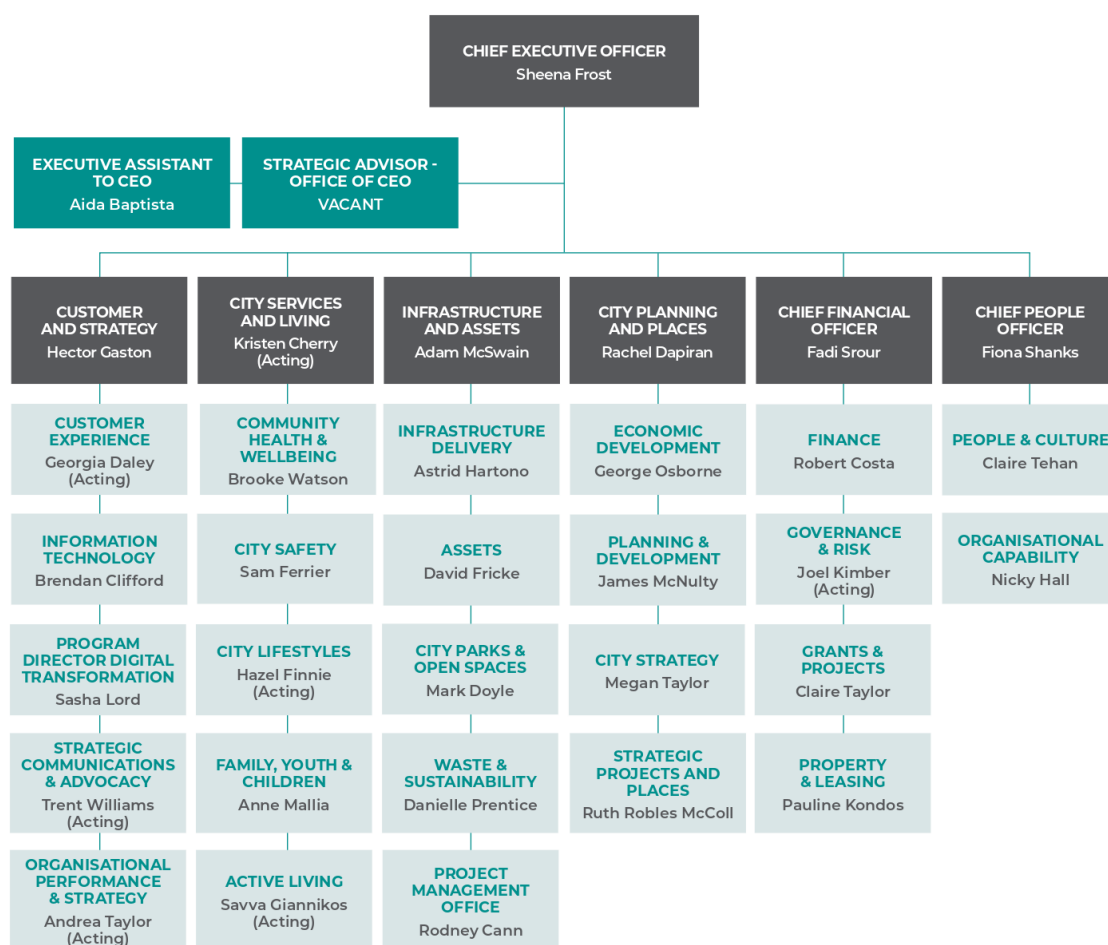 CHIEF EXECUTIVE OFFICER
Sheena Frost
EXECUTIVE ASSISTANT
TO CEO
Aida Baptista
STRATEGIC ADVISOR -
OFFICE OF CEO
VACANT
CUSTOMER
AND STRATEGY
Hector Gaston
CITY SERVICES
AND LIVING
Kristen Cherry
(Acting)
INFRASTRUCTURE
AND ASSETS
Adam McSwain
CITY PLANNING
AND PLACES
Rachel Dapiran
CHIEF FINANCIAL
OFFICER
Fadi Srour
CHIEF PEOPLE
OFFICER
Fiona Shanks
CUSTOMER
EXPERIENCE
Georgia Daley
(Acting)
COMMUNITY
HEALTH &
WELLBEING
Brooke Watson
INFRASTRUCTURE
DELIVERY
Astrid Hartono
ECONOMIC
DEVELOPMENT
George Osborne
FINANCE
Robert Costa
PEOPLE & CULTURE
Claire Tehan
INFORMATION
TECHNOLOGY
Brendan Clifford
CITY SAFETY
Sam Ferrier
ASSETS
David Fricke
PLANNING &
DEVELOPMENT
James McNulty
GOVERNANCE
& RISK
Joel Kimber
(Acting)
ORGANISATIONAL
CAPABILITY
Nicky Hall
PROGRAM
DIRECTOR DIGITAL
TRANSFORMATION
Sasha Lord
CITY LIFESTYLES
Hazel Finnie
(Acting)
CITY PARKS &
OPEN SPACES
Mark Doyle
CITY STRATEGY
Megan Taylor
GRANTS &
PROJECTS
Claire Taylor
STRATEGIC
COMMUNICATIONS
& ADVOCACY
Trent Williams
(Acting)
FAMILY, YOUTH &
CHILDREN
Anne Mallia
WASTE &
SUSTAINABILITY
Danielle Prentice
STRATEGIC
PROJECTS AND
PLACES
Ruth Robles McColl
PROPERTY
& LEASING
Pauline Kondos
ORGANISATIONAL
PERFORMANCE
& STRATEGY
Andrea Taylor
(Acting)
ACTIVE LIVING
Savva Giannikos
(Acting)
PROJECT
MANAGEMENT
OFFICE
Rodney Cann